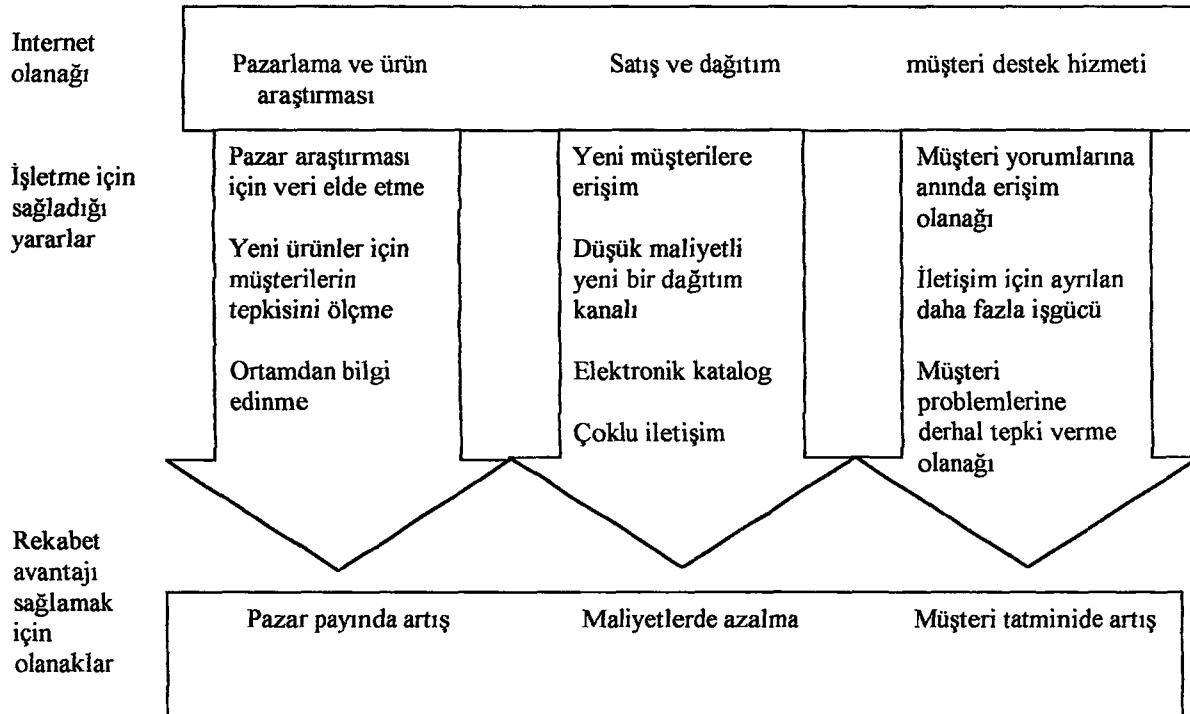 Internet
olanağı
Pazarlama ve ürün
araştırması
Satış ve dağıtım
müşteri destek hizmeti
İşletme için
sağladığı
yararlar
Pazar araştırması
için veri elde etme
Yeni ürünler için
müşterilerin
tepkisini ölçme
Ortamdan bilgi
edinme
Yeni müşterilere
erişim
Düşük maliyetli
yeni bir dağıtım
kanalı
Elektronik katalog
Çoklu iletişim
Müşteri yorumlarına
anında erişim
olanağı
İletişim için ayrılan
daha fazla işgücü
Müşteri
problemlerine
derhal tepki verme
olanağı
Rekabet
avantajı
sağlamak
için
olanaklar
Pazar payında artış
Maliyetlerde azalma
Müşteri tatminide artış